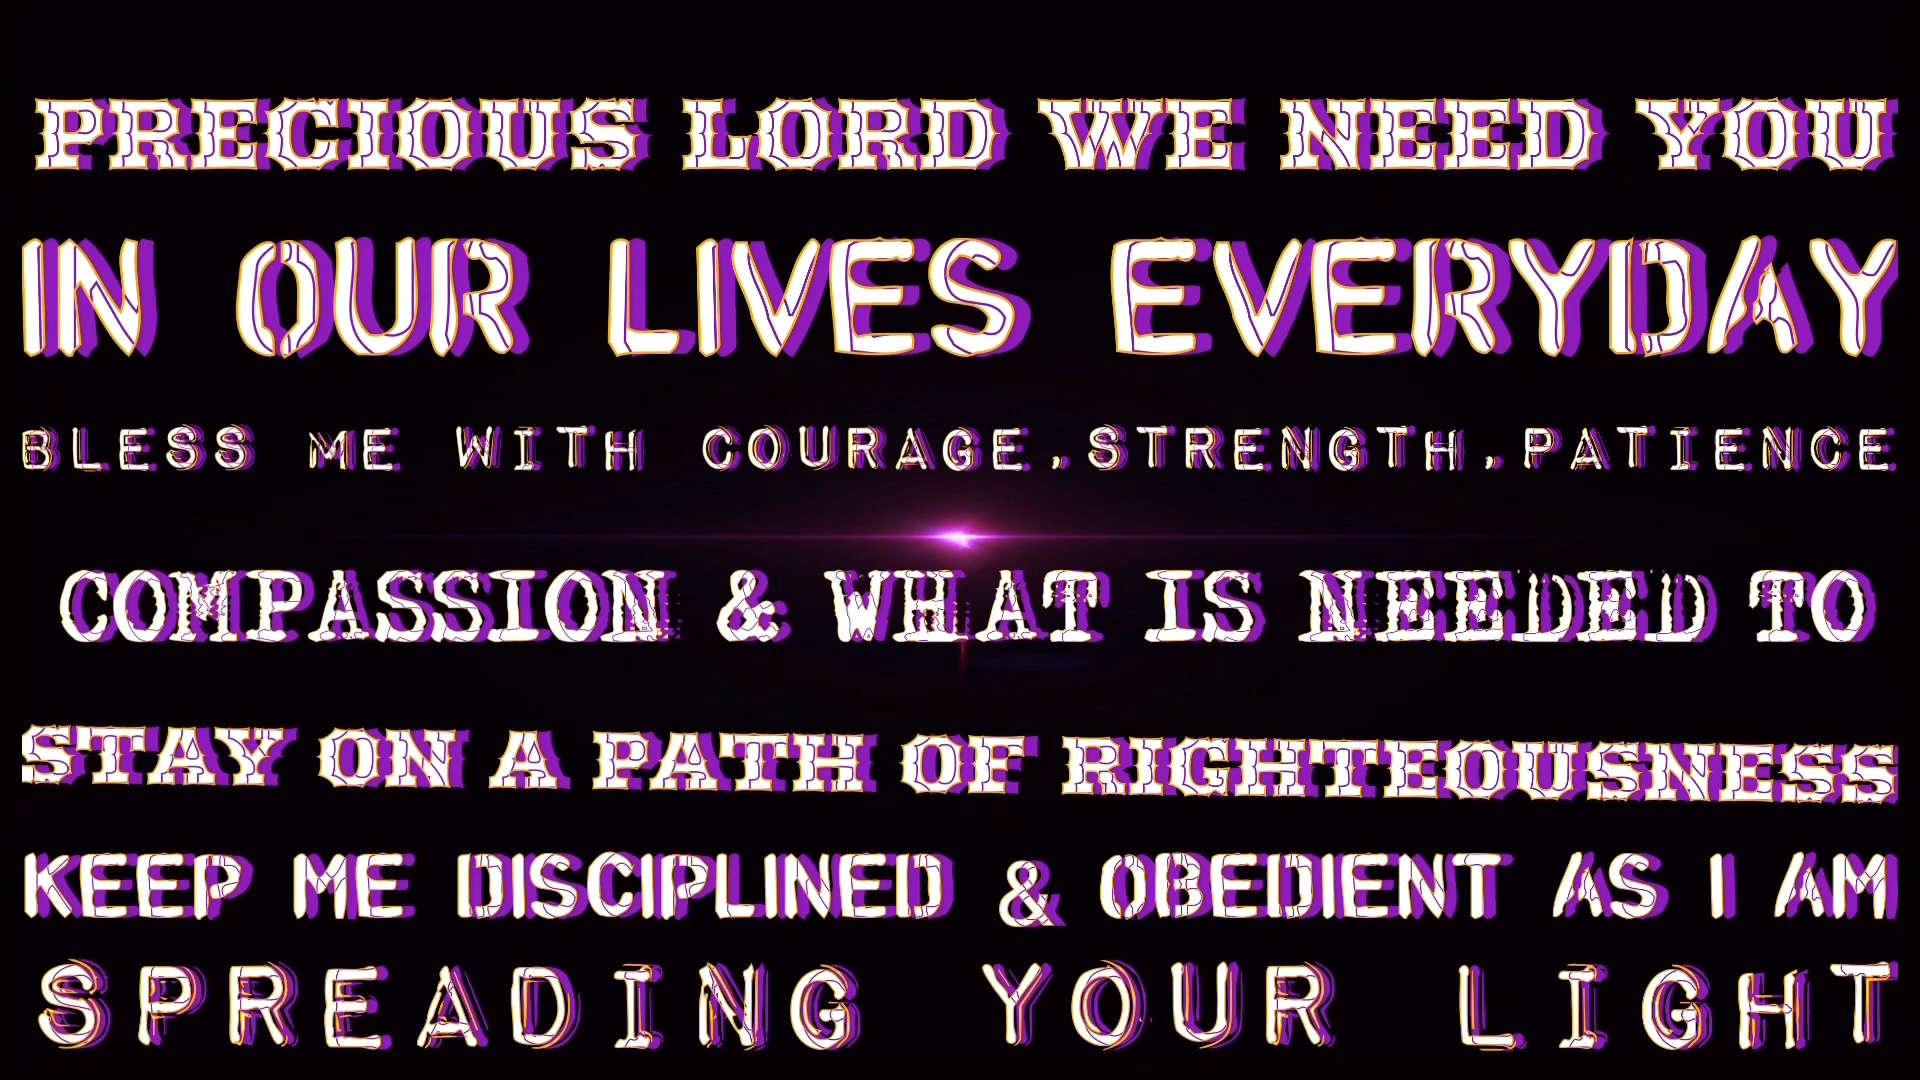 PRECIOUS LORD WE NEED YOU
IN OUR LIVES EVERYDAY
BLESS ME WITH COURAGE,STRENGTH,PATIENCE
COMPASSION & WHAT IS NEEDED TO
STAY ON A PATH OF RIGHTEOUSNESS
KEEP ME DISCIPLINED & OBEDIENT AS I AM
SPREADING YOUR LIGHT